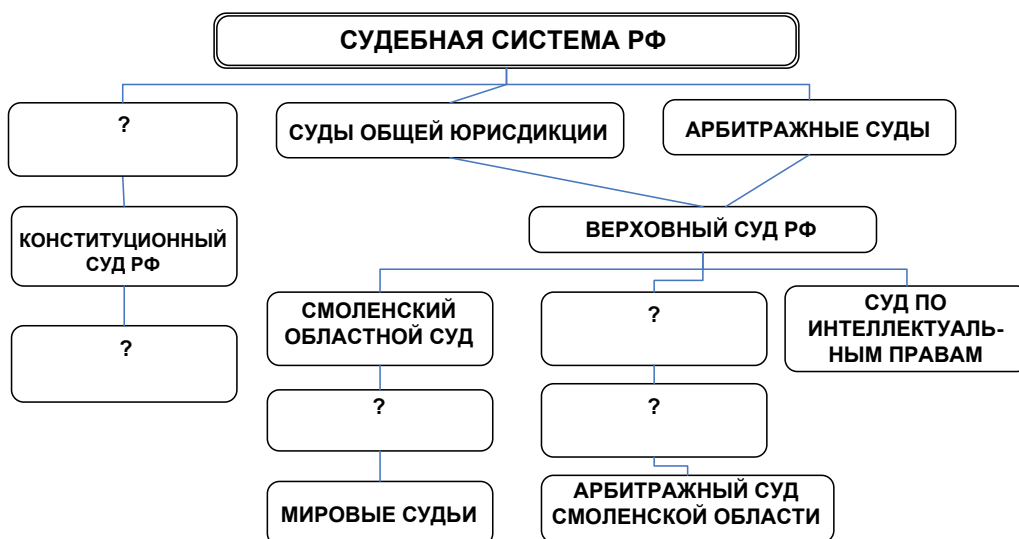 СУДЕБНАЯ СИСТЕМА РФ
?
СУДЫ ОБЩЕЙ ЮРИСДИКЦИИ
АРБИТРАЖНЫЕ СУДЫ
КОНСТИТУЦИОННЫЙ
СУД РФ
ВЕРХОВНЫЙ СУД РФ
?
СМОЛЕНСКИЙ
ОБЛАСТНОЙ СУД
?
СУД ПО
ИНТЕЛЛЕКТУАЛЬ-
НЫМ ПРАВАМ
?
?
МИРОВЫЕ СУДЬИ
АРБИТРАЖНЫЙ СУД
СМОЛЕНСКОЙ ОБЛАСТИ